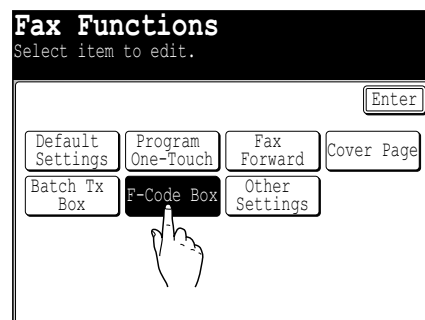 Fax Functions
Select item to edit.
Enter
Default Settings
Program One-Touch
Fax Forward
Cover Page
Batch Tx Box
F-Code Box
Other Settings